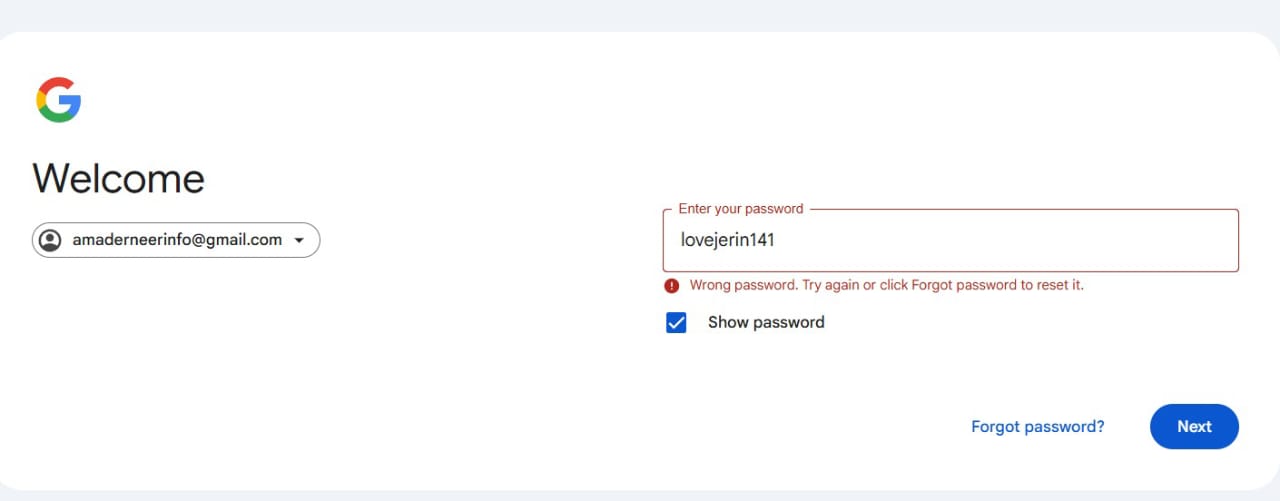 Welcome
amaderneerinfo@gmail.com
Enter your password
lovejerin141
Wrong password. Try again or click Forgot password to reset it.
Show password
Forgot password?
Next